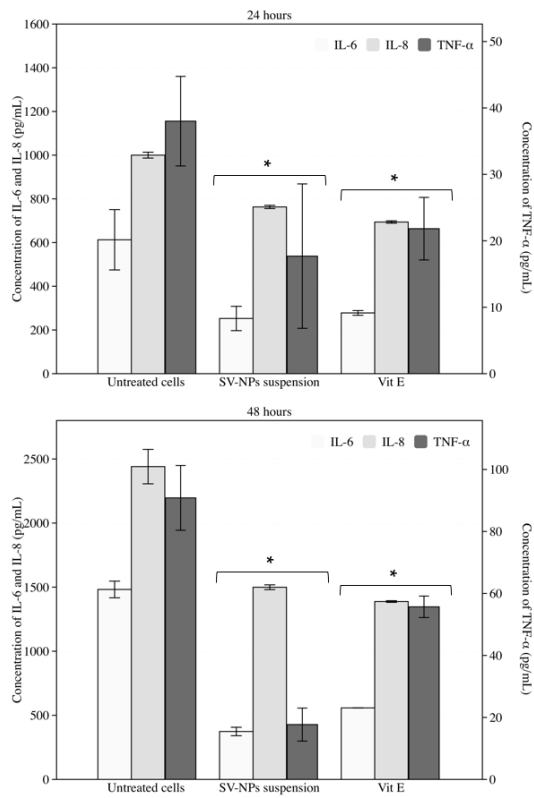 24 hours
IL-6 IL-8 TNF-α
Concentration of IL-6 and IL-8 (pg/mL)
1600
1400
1200
1000
800
600
400
200
0
Concentration of TNF-α
(pg/mL)
50
40
30
20
10
0
*
*
Untreated cells SV-NPs suspension Vit E
48 hours
IL-6 IL-8 TNF-α
Concentration of IL-6 and IL-8 (pg/mL)
2500
2000
1500
1000
500
0
Concentration of TNF-α
(pg/mL)
100
80
60
40
20
0
*
*
Untreated cells SV-NPs suspension Vit E